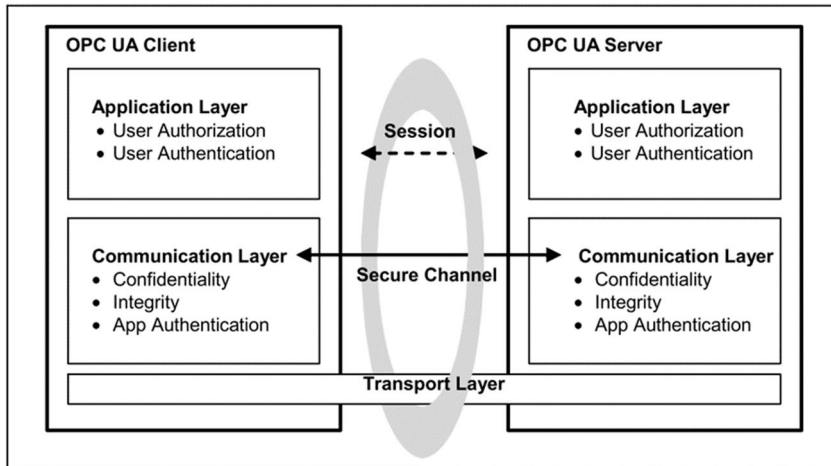 OPC UA Client
Application Layer
• User Authorization
• User Authentication
Communication Layer
• Confidentiality
• Integrity
• App Authentication
Session
Secure Channel
Transport Layer
OPC UA Server
Application Layer
• User Authorization
• User Authentication
Communication Layer
• Confidentiality
• Integrity
• App Authentication